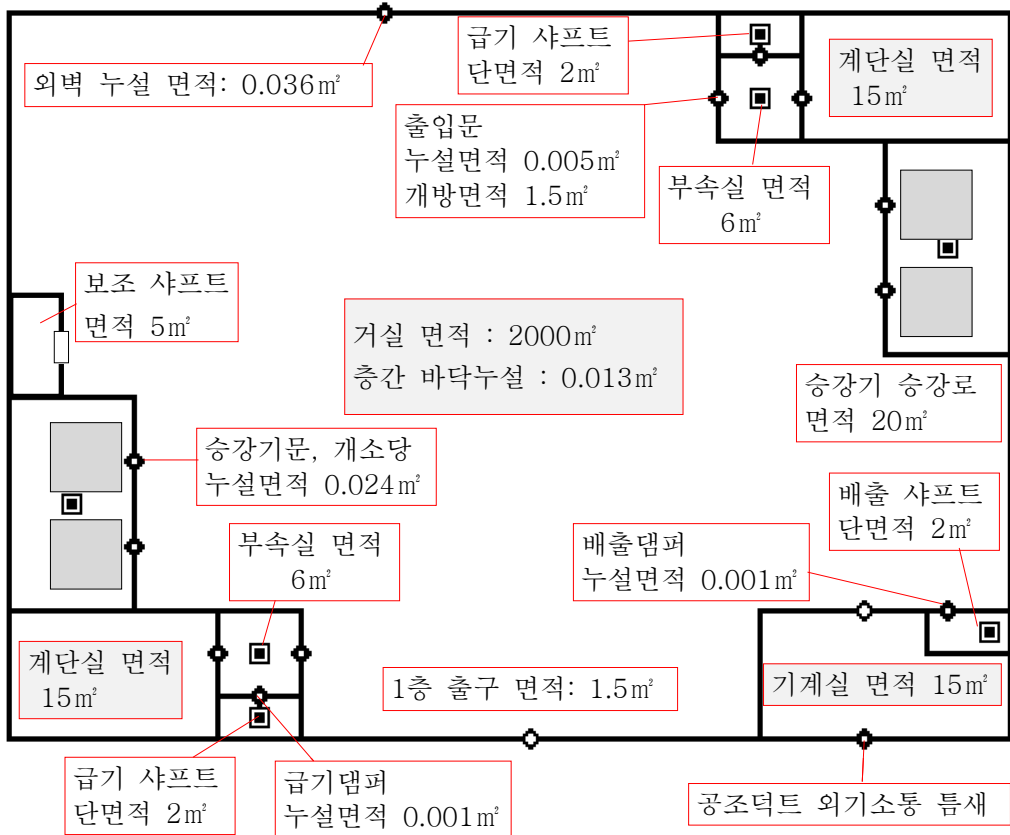 급기 샤프트
단면적 2㎡
계단실 면적
15㎡
외벽 누설 면적: 0.036㎡
출입문
누설면적 0.005㎡
개방면적 1.5㎡
부속실 면적
6㎡
보조 샤프트
면적 5㎡
거실 면적 : 2000㎡
층간 바닥누설 : 0.013㎡
승강기 승강로
면적 20㎡
승강기문, 개소당
누설면적 0.024㎡
배출 샤프트
단면적 2㎡
부속실 면적
6㎡
배출댐퍼
누설면적 0.001㎡
계단실 면적
15㎡
1층 출구 면적: 1.5㎡
기계실 면적 15㎡
급기 샤프트
단면적 2㎡
급기댐퍼
누설면적 0.001㎡
공조덕트 외기소통 틈새